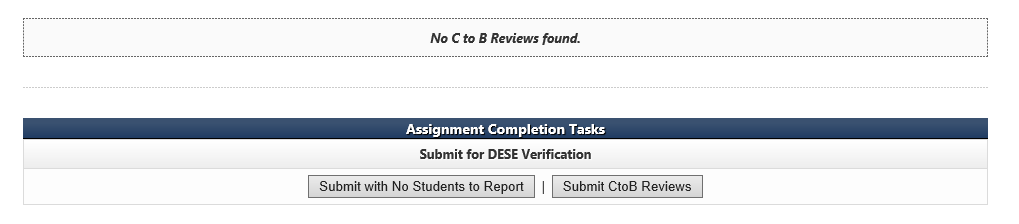 No C to B Reviews found.
Assignment Completion Tasks
Submit for DESE Verification
Submit with No Students to Report | Submit CtoB Reviews